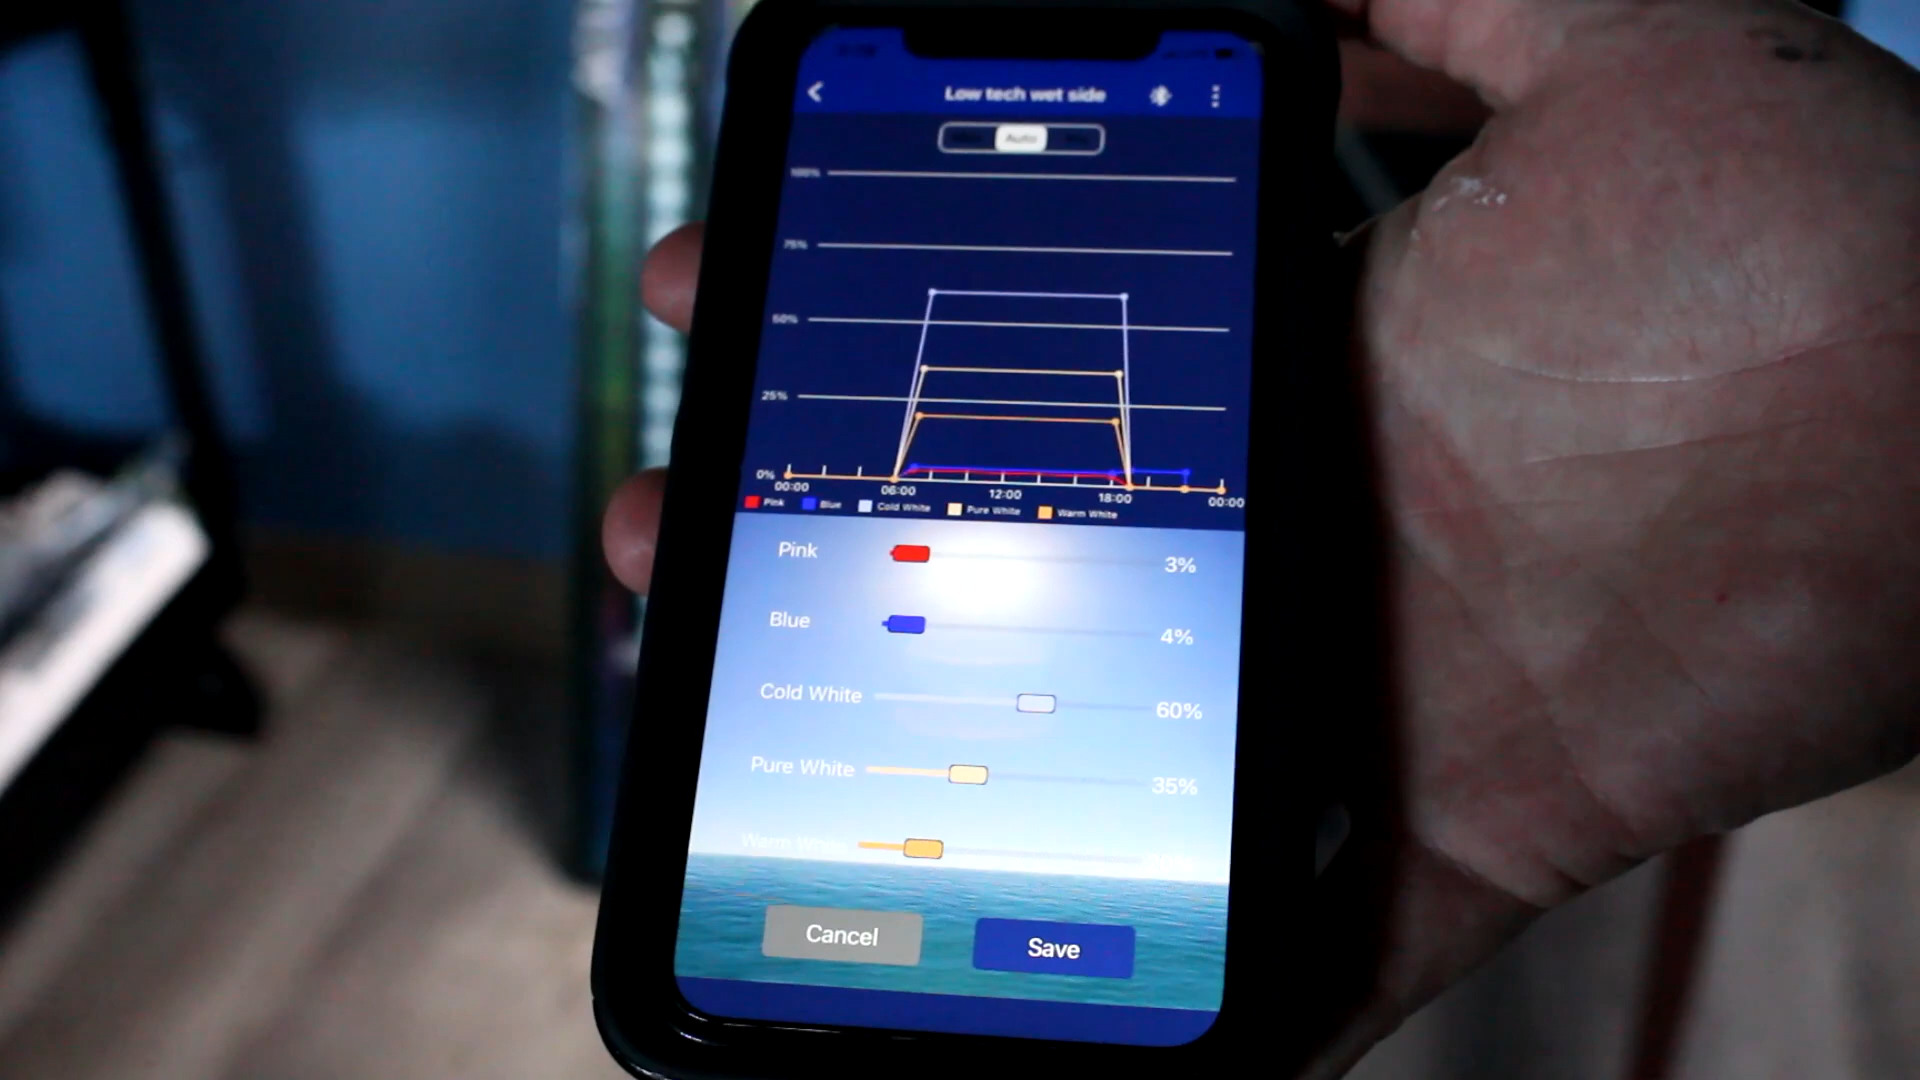 Low tech wet side
Auto
100%
75%
50%
25%
0%
00:00 06:00 12:00 18:00 00:00
Pink Blue Cold White Pure White Warm White
Pink 3%
Blue 4%
Cold White 60%
Pure White 35%
Warm White
Cancel Save